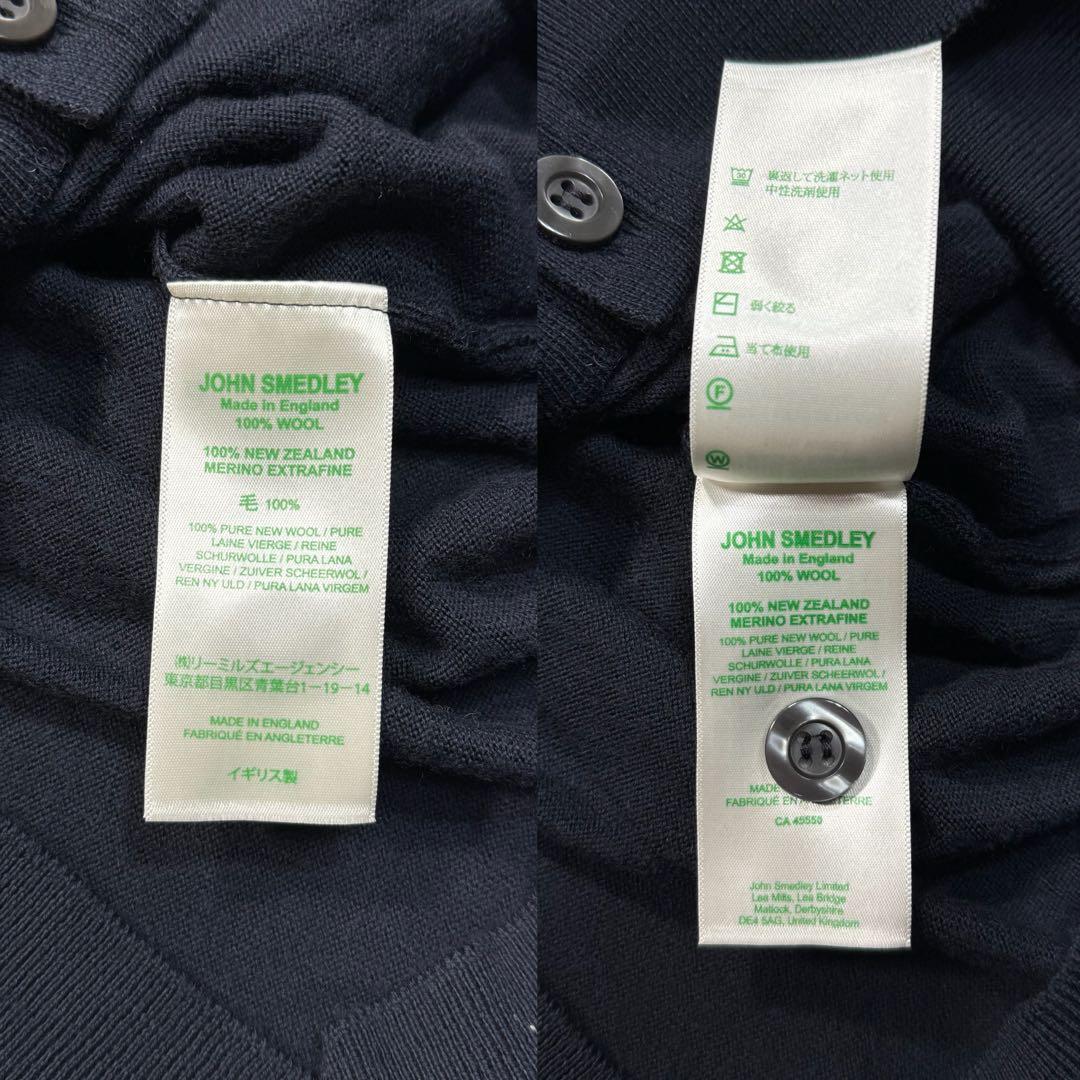 JOHN SMEDLEY
Made in England
100% WOOL
100% NEW ZEALAND
MERINO EXTRAFINE
毛 100%
100% PURE NEW WOOL / PURE
LAINE VIERGE / REINE
SCHURWOLLE / PURA LANA
VERGINE / ZUIVER SCHEERWOL /
REN NY ULD / PURA LANA VIRGEM
㈱リーミルズエージェンシー
東京都目黒区青葉台1-19-14
MADE IN ENGLAND
FABRIQUÉ EN ANGLETERRE
イギリス製
30 裏返して洗濯ネット使用
中性洗剤使用
弱く絞る
当て布使用
F
W
JOHN SMEDLEY
Made in England
100% WOOL
100% NEW ZEALAND
MERINO EXTRAFINE
100% PURE NEW WOOL / PURE
LAINE VIERGE / REINE
SCHURWOLLE / PURA LANA
VERGINE / ZUIVER SCHEERWOL /
REN NY ULD / PURA LANA VIRGEM
MADE
FABRIQUÉ EN TERRE
CA 45550
John Smedley Limited
Lea Mills, Lea Bridge
Matlock, Derbyshire
DE4 5AG, United Kingdom